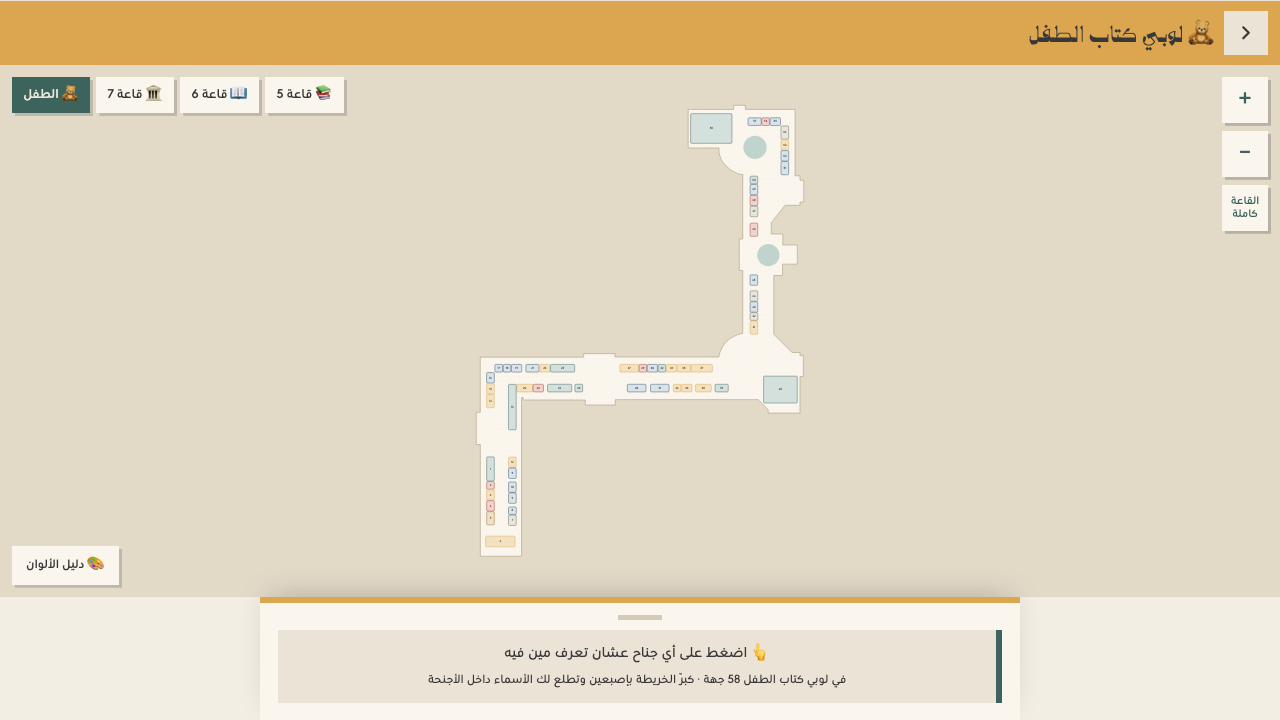 لوبي كتاب الطفل
قاعة 5
قاعة 6
قاعة 7
الطفل
+
−
القاعة
كاملة
دليل الألوان
اضغط على أي جناح عشان تعرف مين فيه
في لوبي كتاب الطفل 58 جهة · كبّر الخريطة بإصبعين وتطلع لك الأسماء داخل الأجنحة